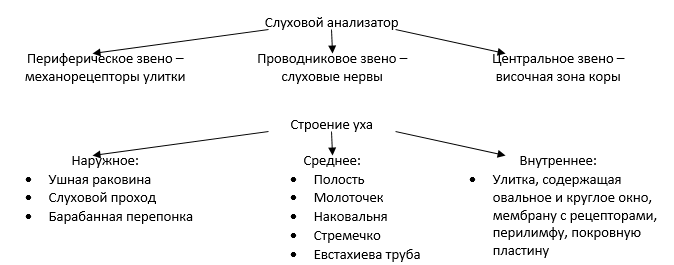 Слуховой анализатор
Периферическое звено –
механорецепторы улитки
Проводниковое звено –
слуховые нервы
Центральное звено –
височная зона коры
Строение уха
Наружное:
• Ушная раковина
• Слуховой проход
• Барабанная перепонка
Среднее:
• Полость
• Молоточек
• Наковальня
• Стремечко
• Евстахиева труба
Внутреннее:
• Улитка, содержащая
овальное и круглое окно,
мембрану с рецепторами,
перилимфу, покровную
пластину